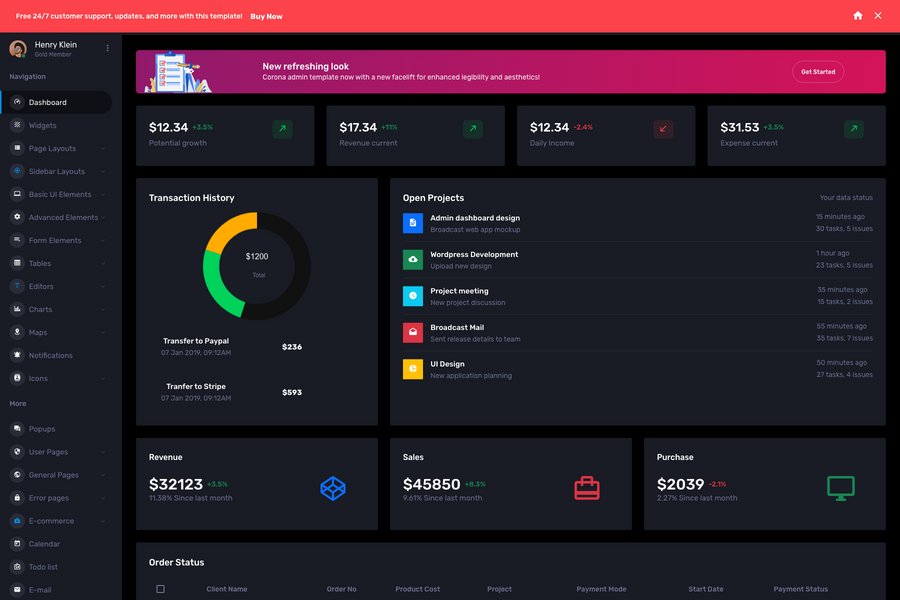 Free 24/7 customer support, updates, and more with this template! Buy Now
Henry Klein
Gold Member
Navigation
Dashboard
Widgets
Page Layouts
Sidebar Layouts
Basic UI Elements
Advanced Elements
Form Elements
Tables
Editors
Charts
Maps
Notifications
Icons
More
Popups
User Pages
General Pages
Error pages
E-commerce
Calendar
Todo list
E-mail
New refreshing look
Corona admin template now with a new facelift for enhanced legibility and aesthetics!
Get Started
$12.34 +3.5%
Potential growth
$17.34 +11%
Revenue current
$12.34 -2.4%
Daily Income
$31.53 +3.5%
Expense current
Transaction History
$1200
Total
Transfer to Paypal
07 Jan 2019, 09:12AM
$236
Tranfer to Stripe
07 Jan 2019, 09:12AM
$593
Open Projects
Your data status
Admin dashboard design
Broadcast web app mockup
15 minutes ago
30 tasks, 5 issues
Wordpress Development
Upload new design
1 hour ago
23 tasks, 5 issues
Project meeting
New project discussion
35 minutes ago
15 tasks, 2 issues
Broadcast Mail
Sent release details to team
55 minutes ago
35 tasks, 7 issues
UI Design
New application planning
50 minutes ago
27 tasks, 4 issues
Revenue
$32123 +3.5%
11.38% Since last month
Sales
$45850 +8.3%
9.61% Since last month
Purchase
$2039 -2.1%
2.27% Since last month
Order Status
Client Name Order No Product Cost Project Payment Mode Start Date Payment Status